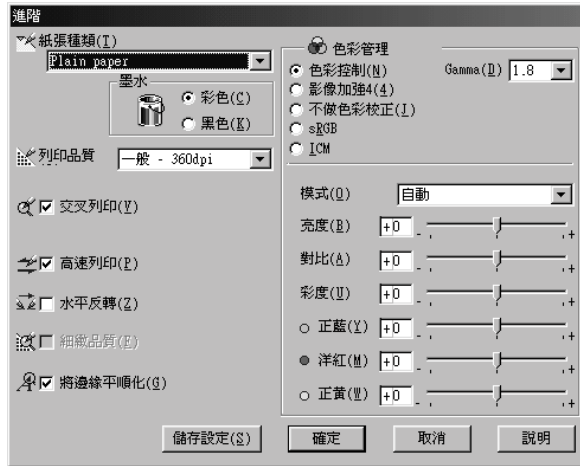 進階
紙張種類(I)
Plain paper
墨水
彩色(C)
黑色(K)
列印品質
一般 - 360dpi
交叉列印(Y)
高速列印(P)
水平反轉(Z)
細緻品質(E)
將邊緣平順化(G)
色彩管理
色彩控制(N)
Gamma(D) 1.8
影像加強4(4)
不做色彩校正(J)
sRGB
ICM
模式(O) 自動
亮度(B) +0 - +
對比(A) +0 - +
彩度(U) +0 - +
正藍(Y) +0 - +
洋紅(M) +0 - +
正黃(W) +0 - +
儲存設定(S) 確定 取消 說明